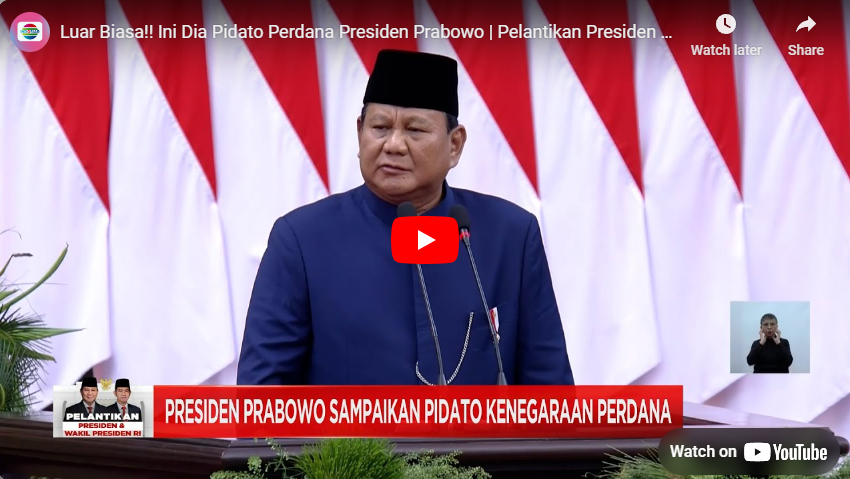 Luar Biasa!! Ini Dia Pidato Perdana Presiden Prabowo | Pelantikan Presiden ...
Watch later
Share
PELANTIKAN
PRESIDEN &
WAKIL PRESIDEN RI
PRESIDEN PRABOWO SAMPAIKAN PIDATO KENEGARAAN PERDANA
Watch on YouTube